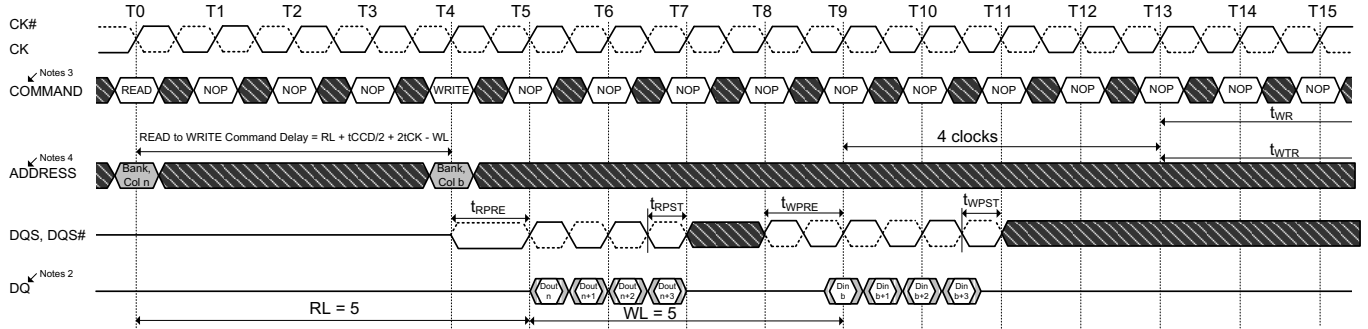 T0 T1 T2 T3 T4 T5 T6 T7 T8 T9 T10 T11 T12 T13 T14 T15
CK#
CK
Notes 3
COMMAND
READ NOP NOP NOP WRITE NOP NOP NOP NOP NOP NOP NOP NOP NOP NOP NOP
tWR
READ to WRITE Command Delay = RL + tCCD/2 + 2tCK - WL
4 clocks
tWTR
Notes 4
ADDRESS
Bank, Col n
Bank, Col b
tRPRE tRPST tWPRE tWPST
DQS, DQS#
Notes 2
DQ
Dout n
Dout n+1
Dout n+2
Dout n+3
Din b
Din b+1
Din b+2
Din b+3
RL = 5
WL = 5